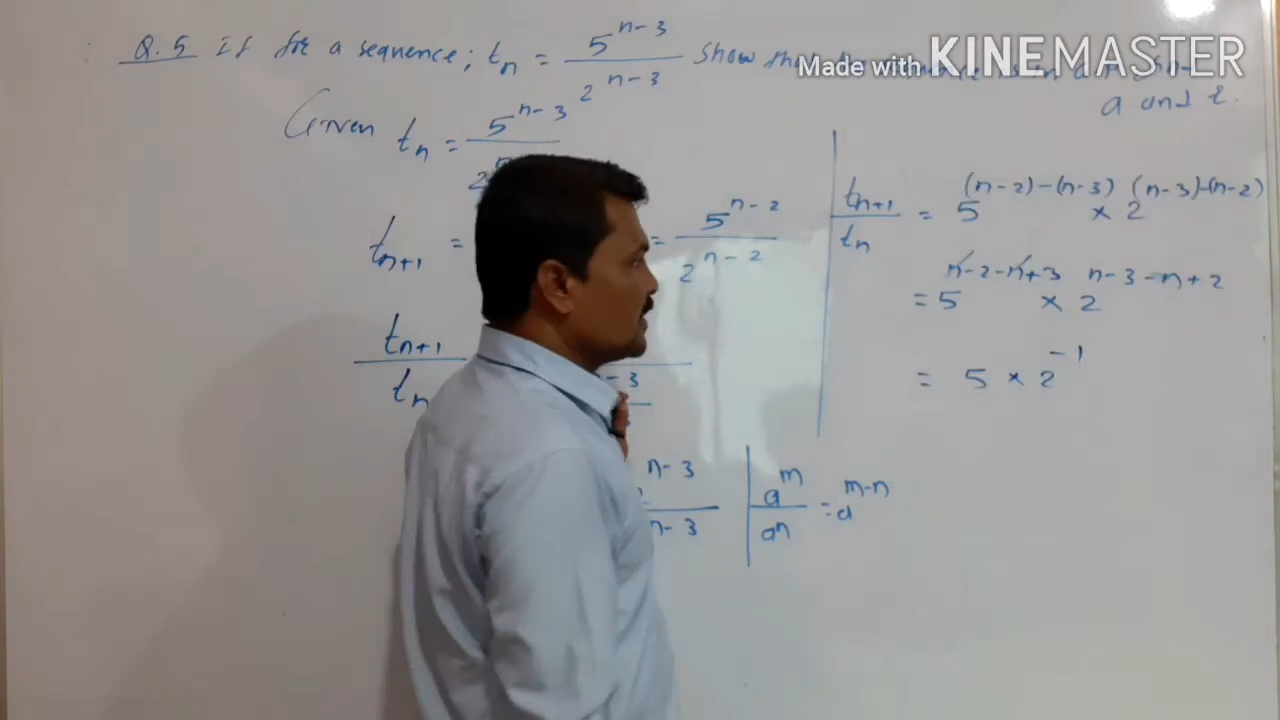 Q.5 If for a sequence; tn = 5^(n-3) / 2^(n-3) show
Made with KINEMASTER
a and r.
Given tn = 5^(n-3) / 2
tn+1 = = 5^(n-2) / 2^(n-2)
tn+1 / tn
-3
n-3 / n-3
a^m / a^n = a^(m-n)
tn+1 / tn = 5^((n-2)-(n-3)) × 2^((n-3)-(n-2))
= 5^(n-2-n+3) × 2^(n-3-n+2)
= 5 × 2^(-1)